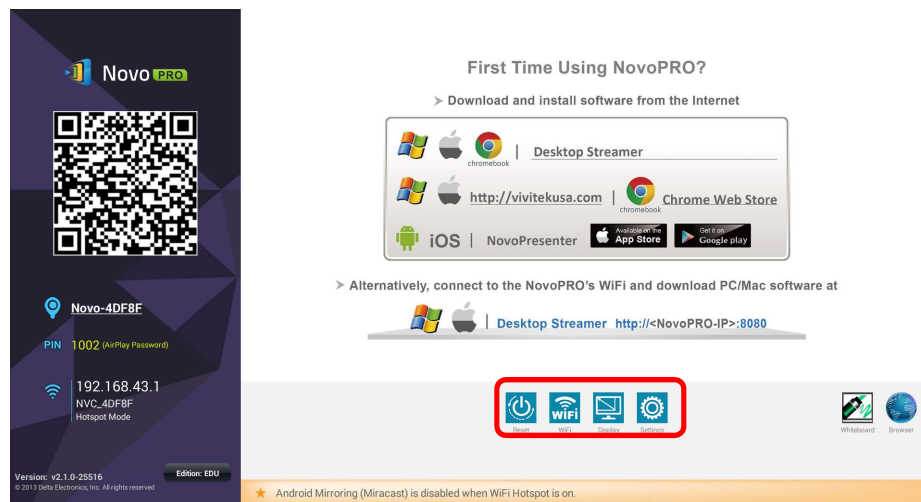 Novo PRO
Novo-4DF8F
PIN 1002 (AirPlay Password)
192.168.43.1
NVC_4DF8F
Hotspot Mode
Version: v2.1.0-25516
Edition: EDU
© 2013 Delta Electronics, Inc. All rights reserved
First Time Using NovoPRO?
➢ Download and install software from the Internet
chromebook | Desktop Streamer
http://vivitekusa.com | chromebook Chrome Web Store
iOS | NovoPresenter Available on the App Store Get it on Google play
➢ Alternatively, connect to the NovoPRO's WiFi and download PC/Mac software at
| Desktop Streamer http://<NovoPRO-IP>:8080
WiFi
Reset WiFi Display Settings
Whiteboard Browser
★ Android Mirroring (Miracast) is disabled when WiFi Hotspot is on.